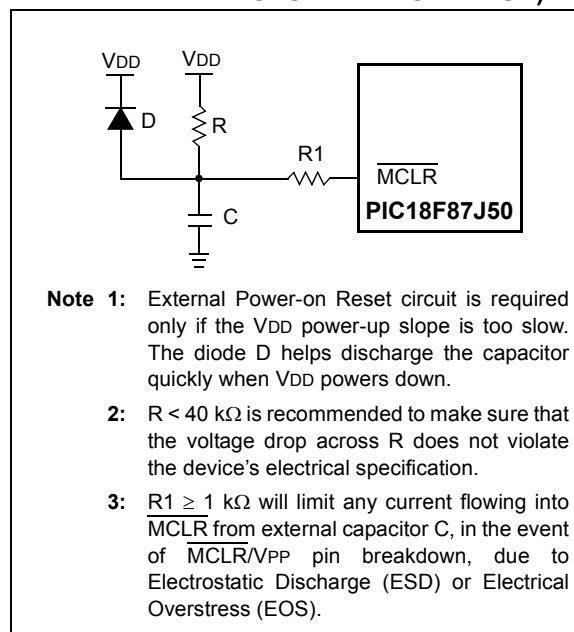 VDD VDD
D
R
R1
MCLR
PIC18F87J50
C
Note 1: External Power-on Reset circuit is required
only if the VDD power-up slope is too slow.
The diode D helps discharge the capacitor
quickly when VDD powers down.
2: R < 40 kΩ is recommended to make sure that
the voltage drop across R does not violate
the device's electrical specification.
3: R1 ≥ 1 kΩ will limit any current flowing into
MCLR from external capacitor C, in the event
of MCLR/VPP pin breakdown, due to
Electrostatic Discharge (ESD) or Electrical
Overstress (EOS).